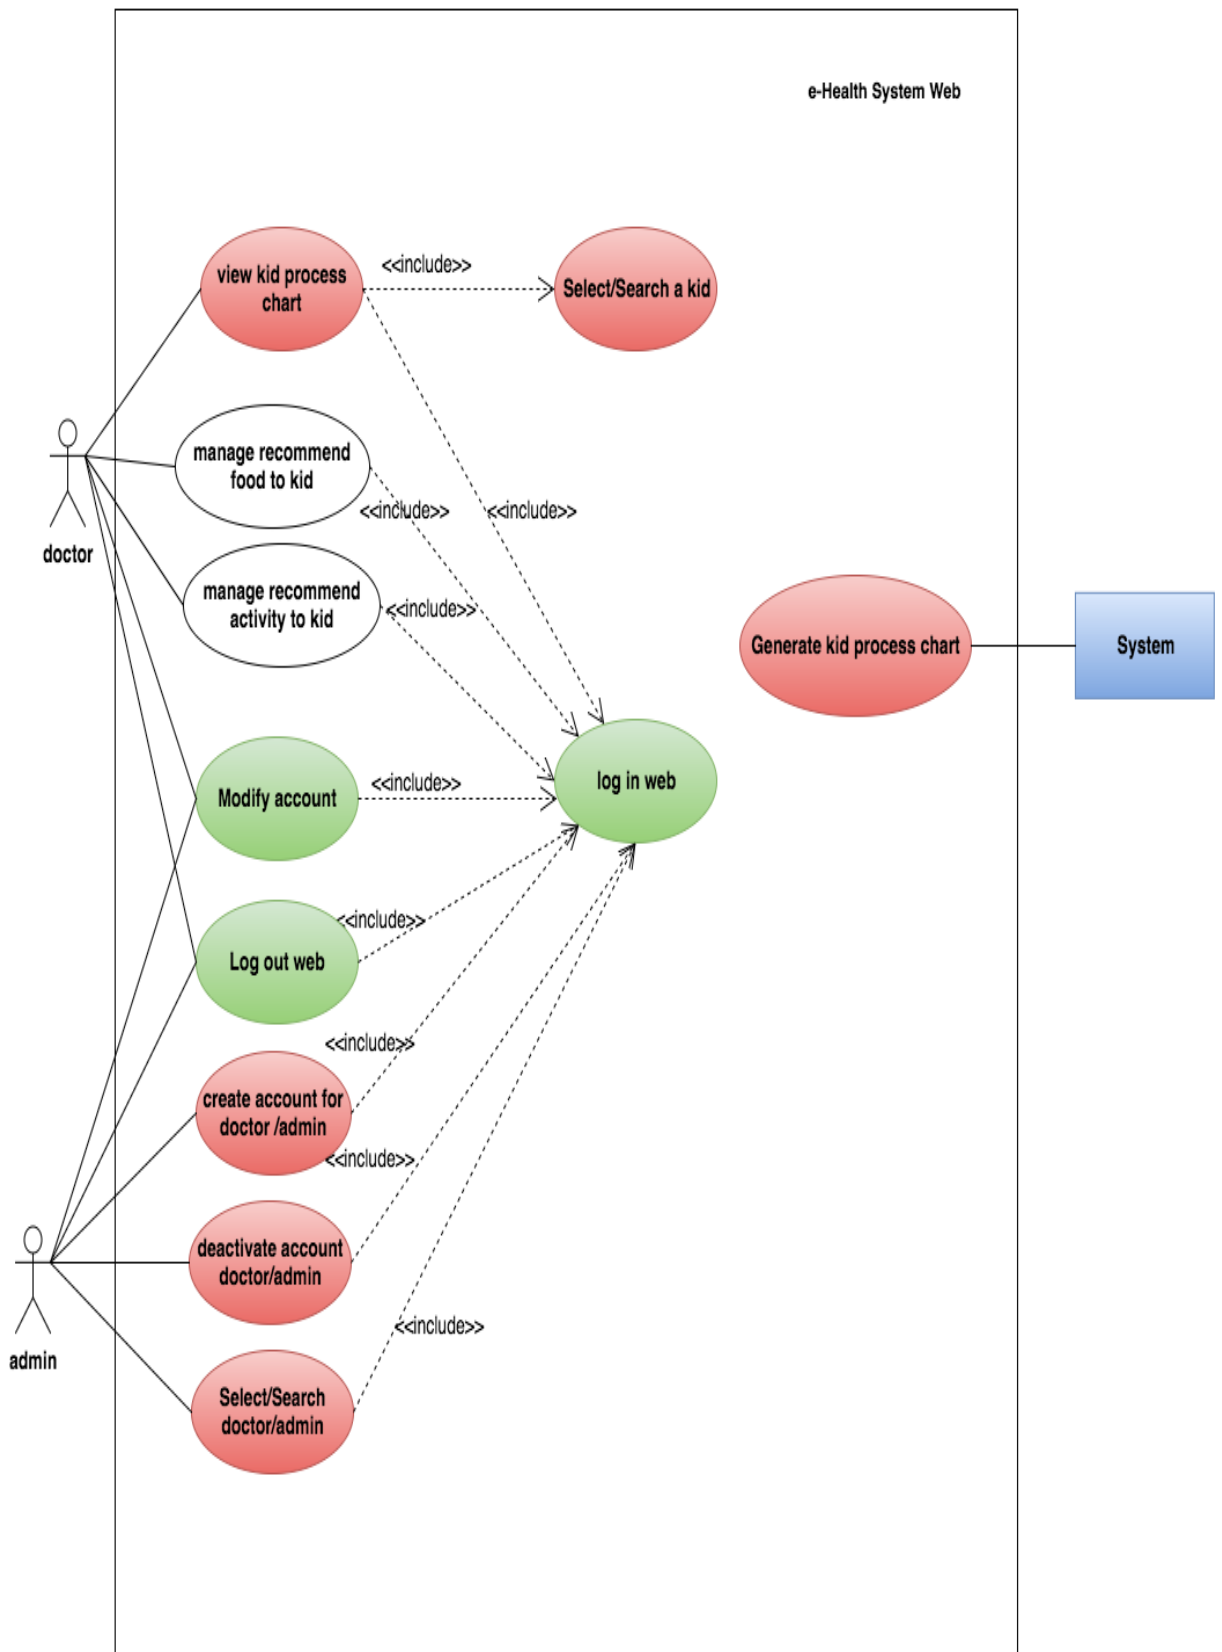 e-Health System Web
view kid process
chart
<<include>>
Select/Search a kid
manage recommend
food to kid
<<include>>
<<include>>
doctor
manage recommend
activity to kid
<<include>>
Generate kid process chart
System
Modify account
<<include>>
log in web
Log out web
<<include>>
<<include>>
create account for
doctor /admin
<<include>>
deactivate account
doctor/admin
<<include>>
admin
Select/Search
doctor/admin